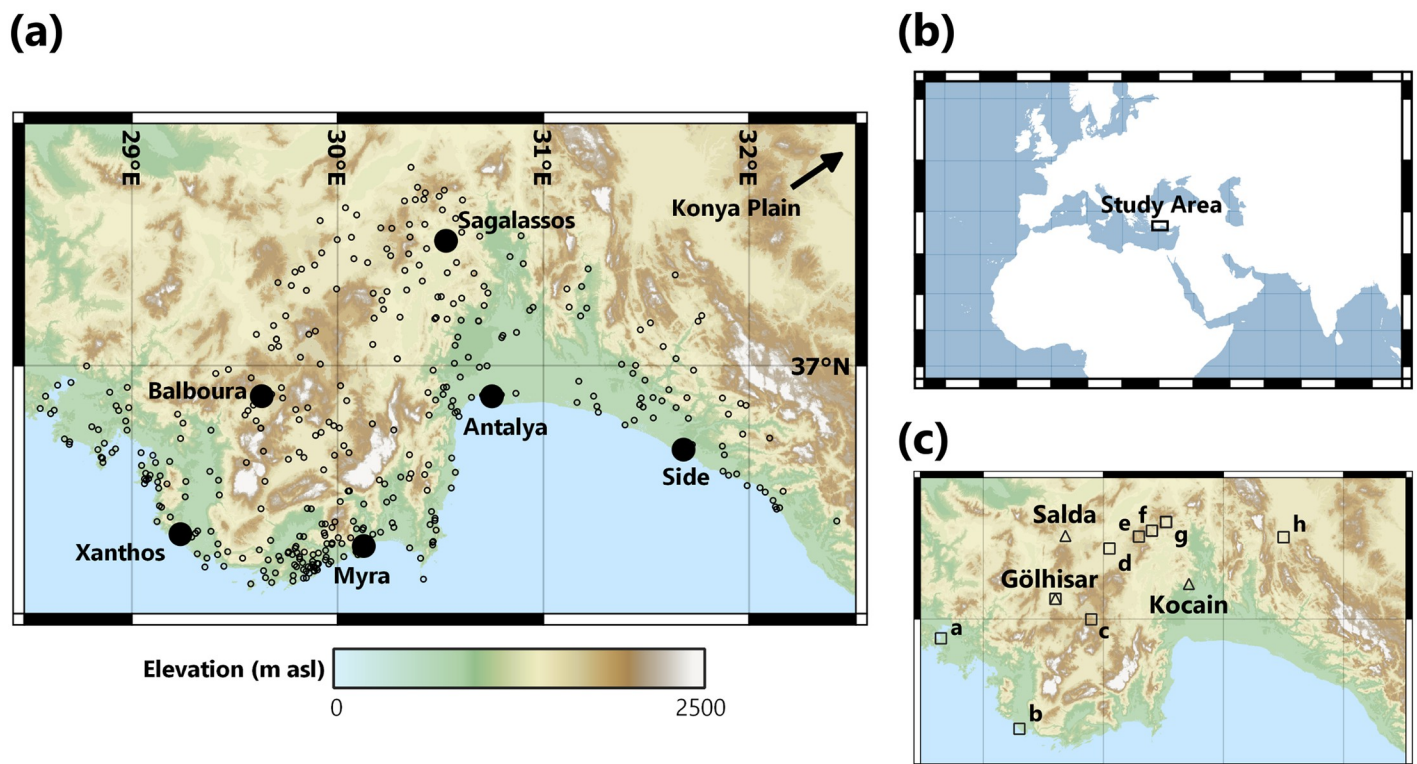 (a)
29°E
30°E
31°E
32°E
Konya Plain
Sagalassos
37°N
Balboura
Antalya
Side
Xanthos
Myra
Elevation (m asl)
0
2500
(b)
Study Area
(c)
Salda
e
f
g
h
d
Gölhisar
Kocain
a
c
b